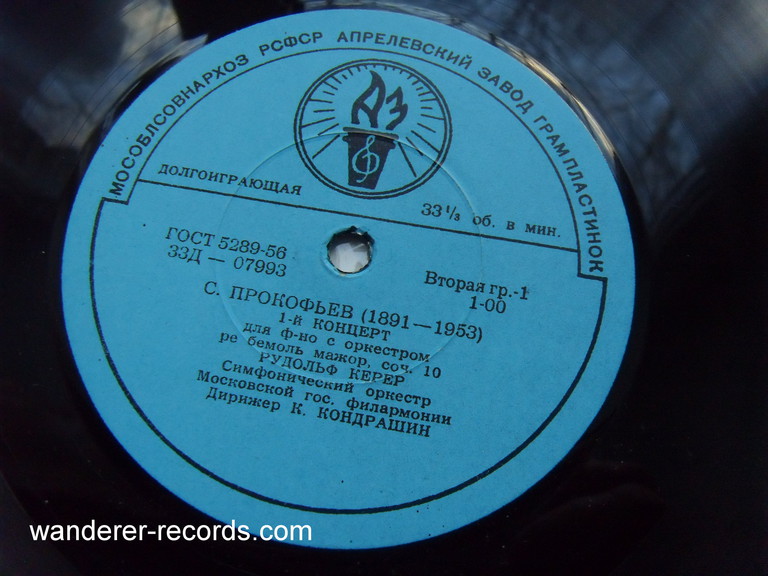 МОСОБЛСОВНАРХОЗ РСФСР АПРЕЛЕВСКИЙ ЗАВОД ГРАМПЛАСТИНОК
АЗ
ДОЛГОИГРАЮЩАЯ
33⅓ об. в мин.
ГОСТ 5289-56
33Д — 07993
Вторая гр.-1
1-00
С. ПРОКОФЬЕВ (1891—1953)
1-й КОНЦЕРТ
для ф-но с оркестром
ре бемоль мажор, соч. 10
РУДОЛЬФ КЕРЕР
Симфонический оркестр
Московской гос. филармонии
Дирижер К. КОНДРАШИН
wanderer-records.com